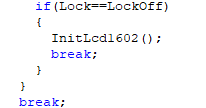 if(Lock==LockOff)
{
InitLcd1602();
break;
}
}
break;